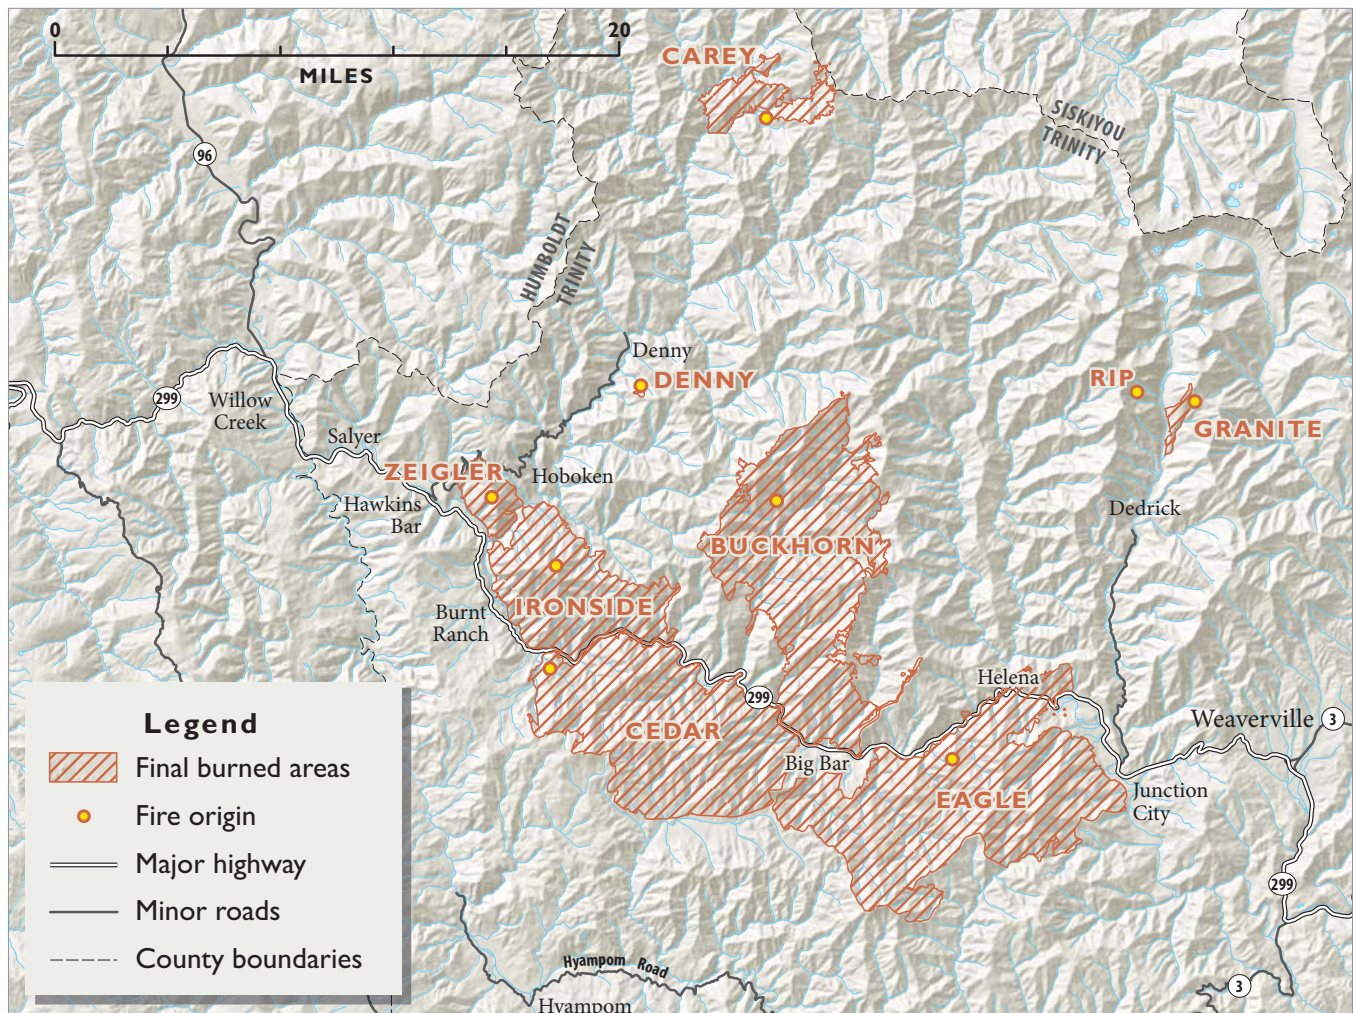 0
20
MILES
CAREY
SISKIYOU
TRINITY
96
HUMBOLDT
TRINITY
Denny
DENNY
RIP
GRANITE
299
Willow
Creek
Salyer
ZEIGLER
Hoboken
Hawkins
Bar
Dedrick
BUCKHORN
IRONSIDE
Burnt
Ranch
Helena
299
CEDAR
Weaverville
3
Big Bar
EAGLE
Junction
City
299
Legend
Final burned areas
Fire origin
Major highway
Minor roads
County boundaries
Hyampom Road
Hyampom
3